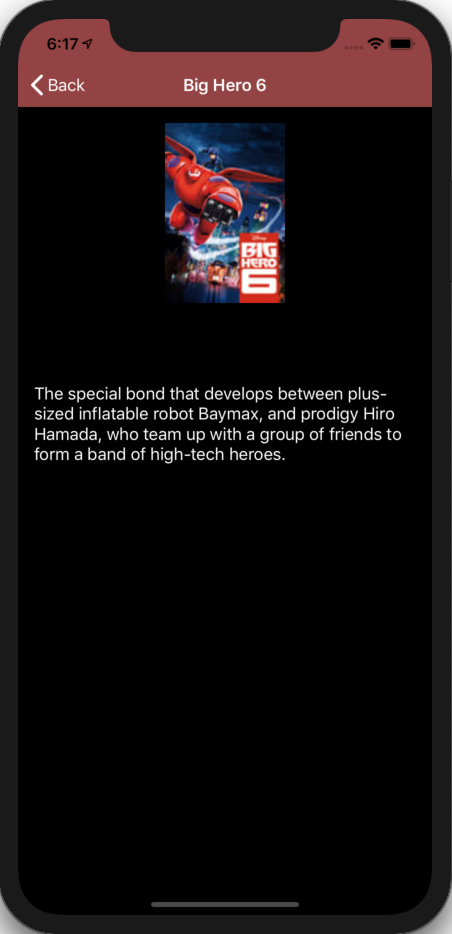 6:17
Back
Big Hero 6
Disney
BIG
HERO
6
The special bond that develops between plus-
sized inflatable robot Baymax, and prodigy Hiro
Hamada, who team up with a group of friends to
form a band of high-tech heroes.